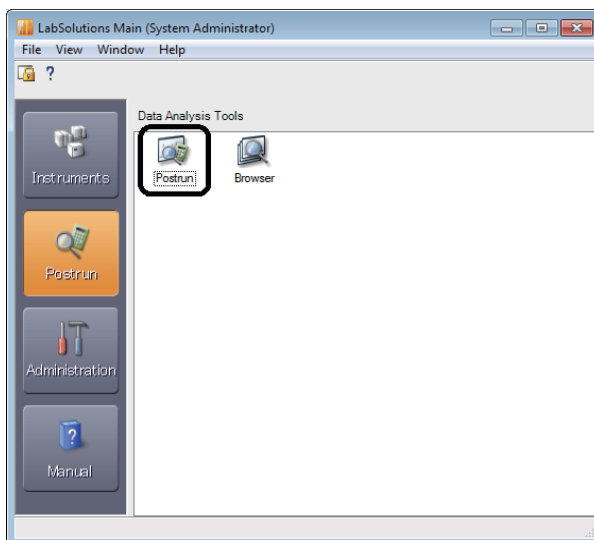 LabSolutions Main (System Administrator)
File View Window Help
?
Data Analysis Tools
Instruments
Postrun
Browser
Postrun
Administration
?
Manual